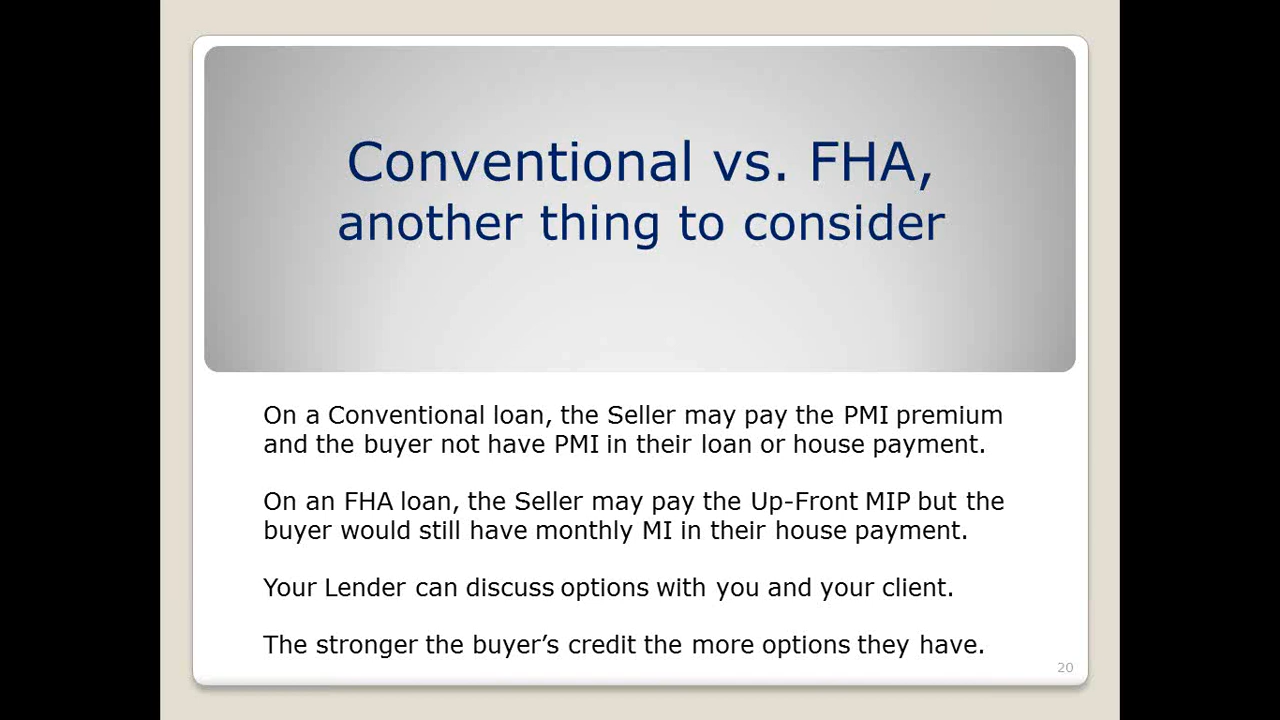 Conventional vs. FHA,
another thing to consider
On a Conventional loan, the Seller may pay the PMI premium
and the buyer not have PMI in their loan or house payment.
On an FHA loan, the Seller may pay the Up-Front MIP but the
buyer would still have monthly MI in their house payment.
Your Lender can discuss options with you and your client.
The stronger the buyer’s credit the more options they have.
20